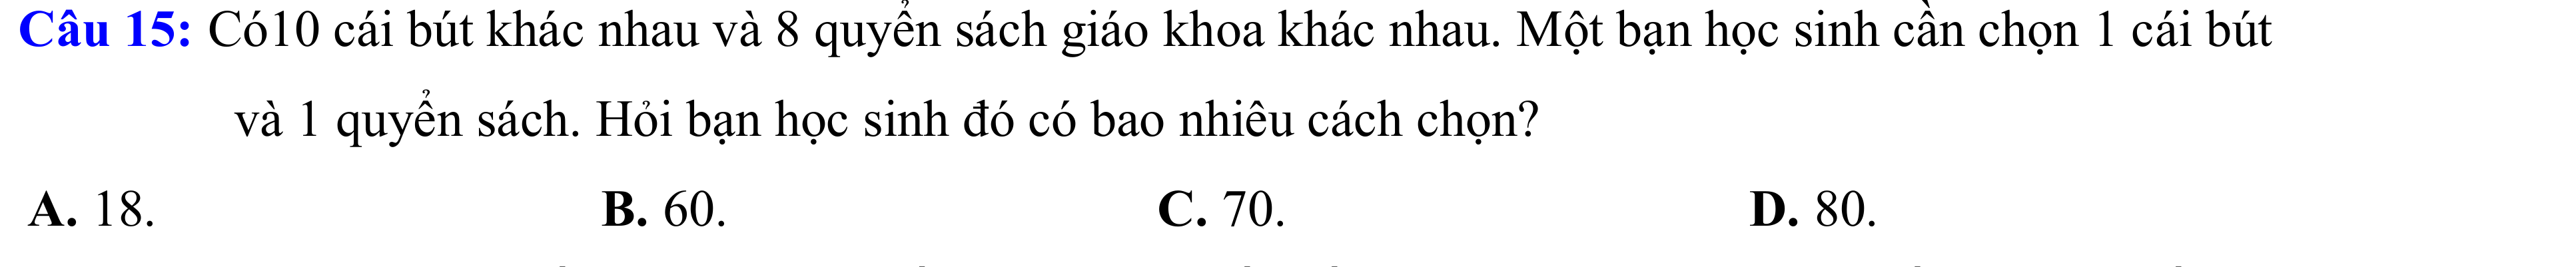 Câu 15: Có10 cái bút khác nhau và 8 quyển sách giáo khoa khác nhau. Một bạn học sinh cần chọn 1 cái bút
và 1 quyển sách. Hỏi bạn học sinh đó có bao nhiêu cách chọn?
A. 18. B. 60. C. 70. D. 80.